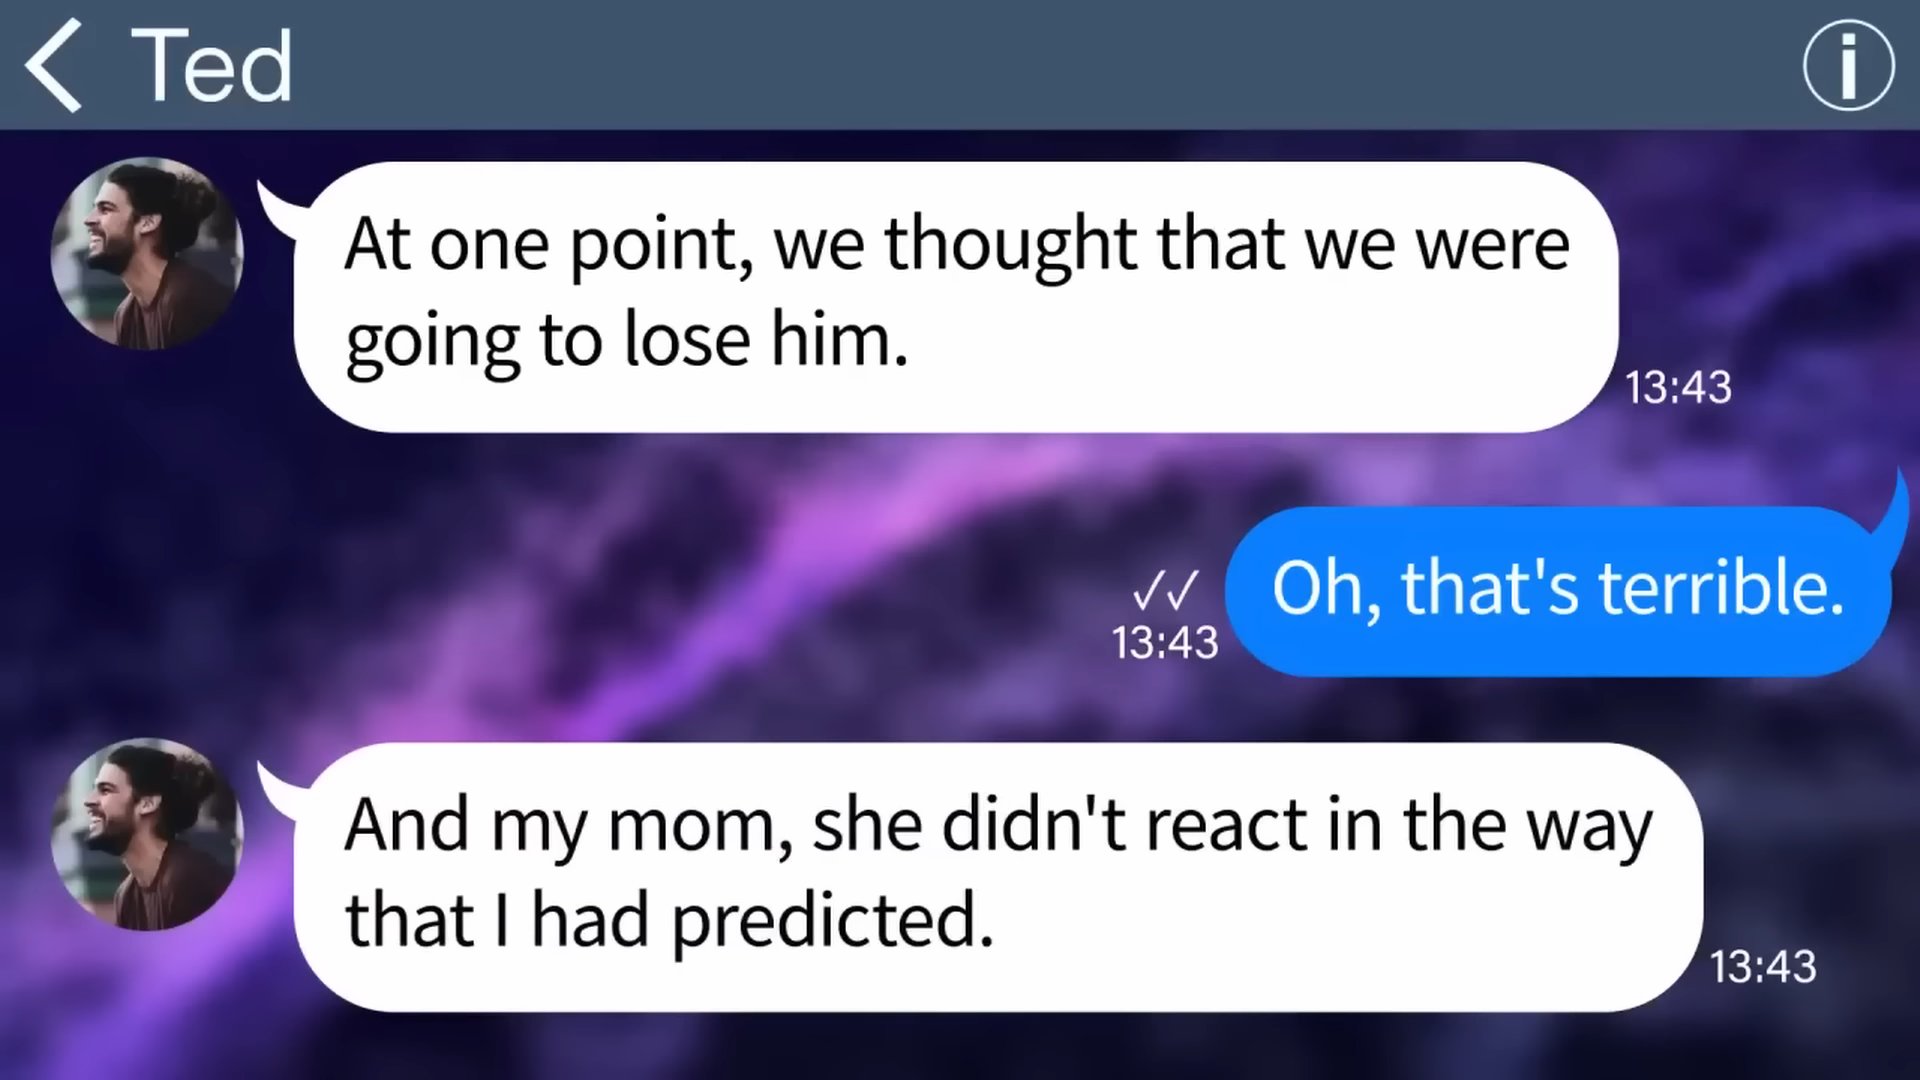 Ted
At one point, we thought that we were
going to lose him.
13:43
Oh, that's terrible.
13:43
And my mom, she didn't react in the way
that I had predicted.
13:43